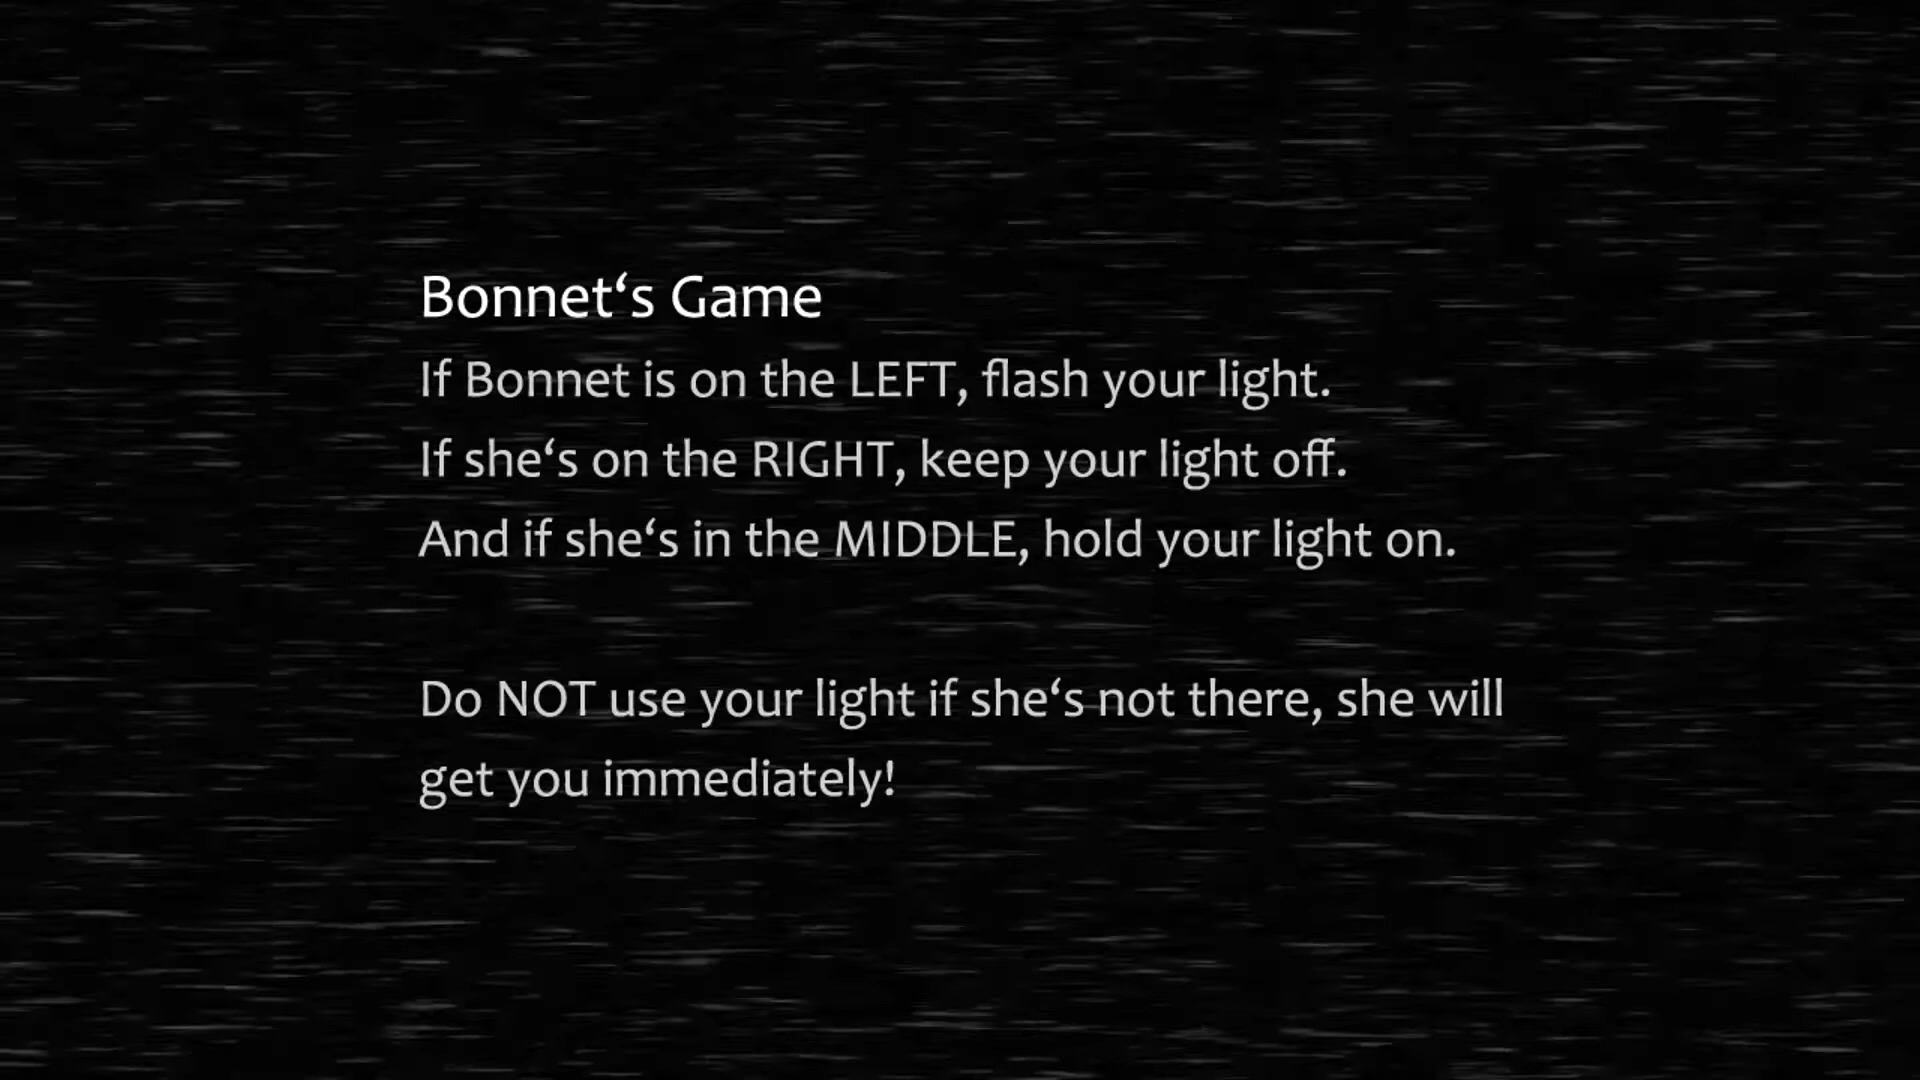 Bonnet‘s Game
If Bonnet is on the LEFT, flash your light.
If she‘s on the RIGHT, keep your light off.
And if she‘s in the MIDDLE, hold your light on.
Do NOT use your light if she‘s not there, she will
get you immediately!